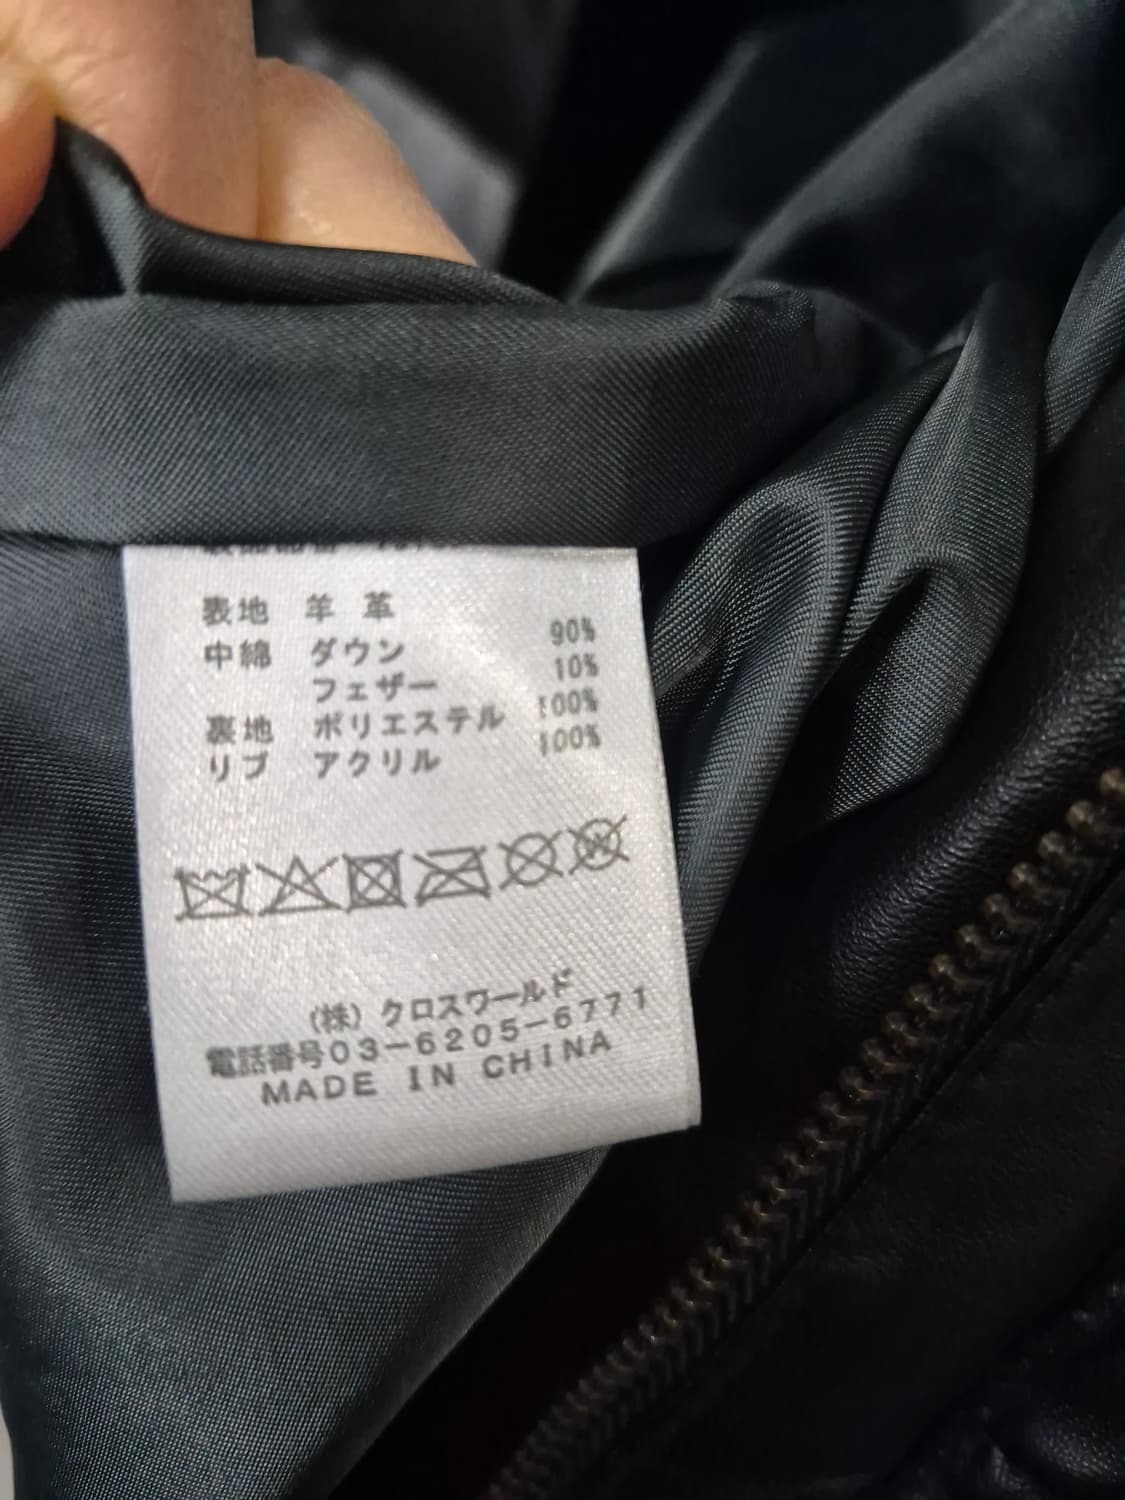 表地 羊 革
中綿 ダウン 90%
フェザー 10%
裏地 ポリエステル 100%
リブ アクリル 100%
(株) クロスワールド
電話番号03-6205-6771
MADE IN CHINA